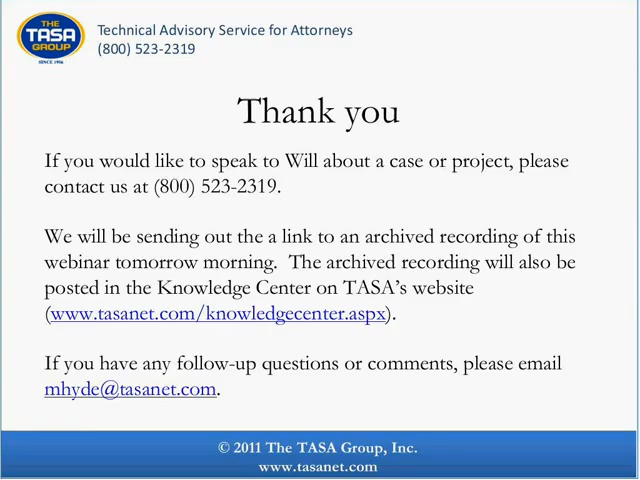 THE
TASA
GROUP
SINCE 1956
Technical Advisory Service for Attorneys
(800) 523-2319
Thank you
If you would like to speak to Will about a case or project, please
contact us at (800) 523-2319.
We will be sending out the a link to an archived recording of this
webinar tomorrow morning.  The archived recording will also be
posted in the Knowledge Center on TASA’s website
(www.tasanet.com/knowledgecenter.aspx).
If you have any follow-up questions or comments, please email
mhyde@tasanet.com.
© 2011 The TASA Group, Inc.
www.tasanet.com